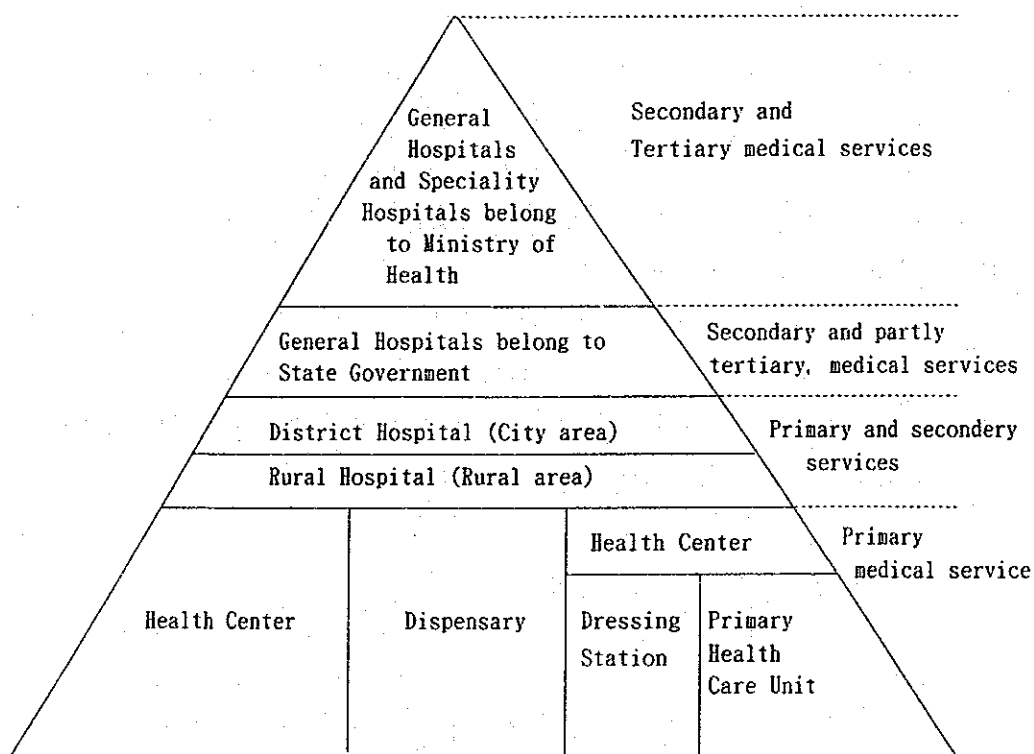 General
Hospitals
and Speciality
Hospitals belong
to Ministry of
Health
Secondary and
Tertiary medical services
General Hospitals belong to
State Government
Secondary and partly
tertiary, medical services
District Hospital (City area)
Rural Hospital (Rural area)
Primary and secondery
services
Health Center
Primary
medical service
Health Center
Dispensary
Dressing
Station
Primary
Health
Care Unit